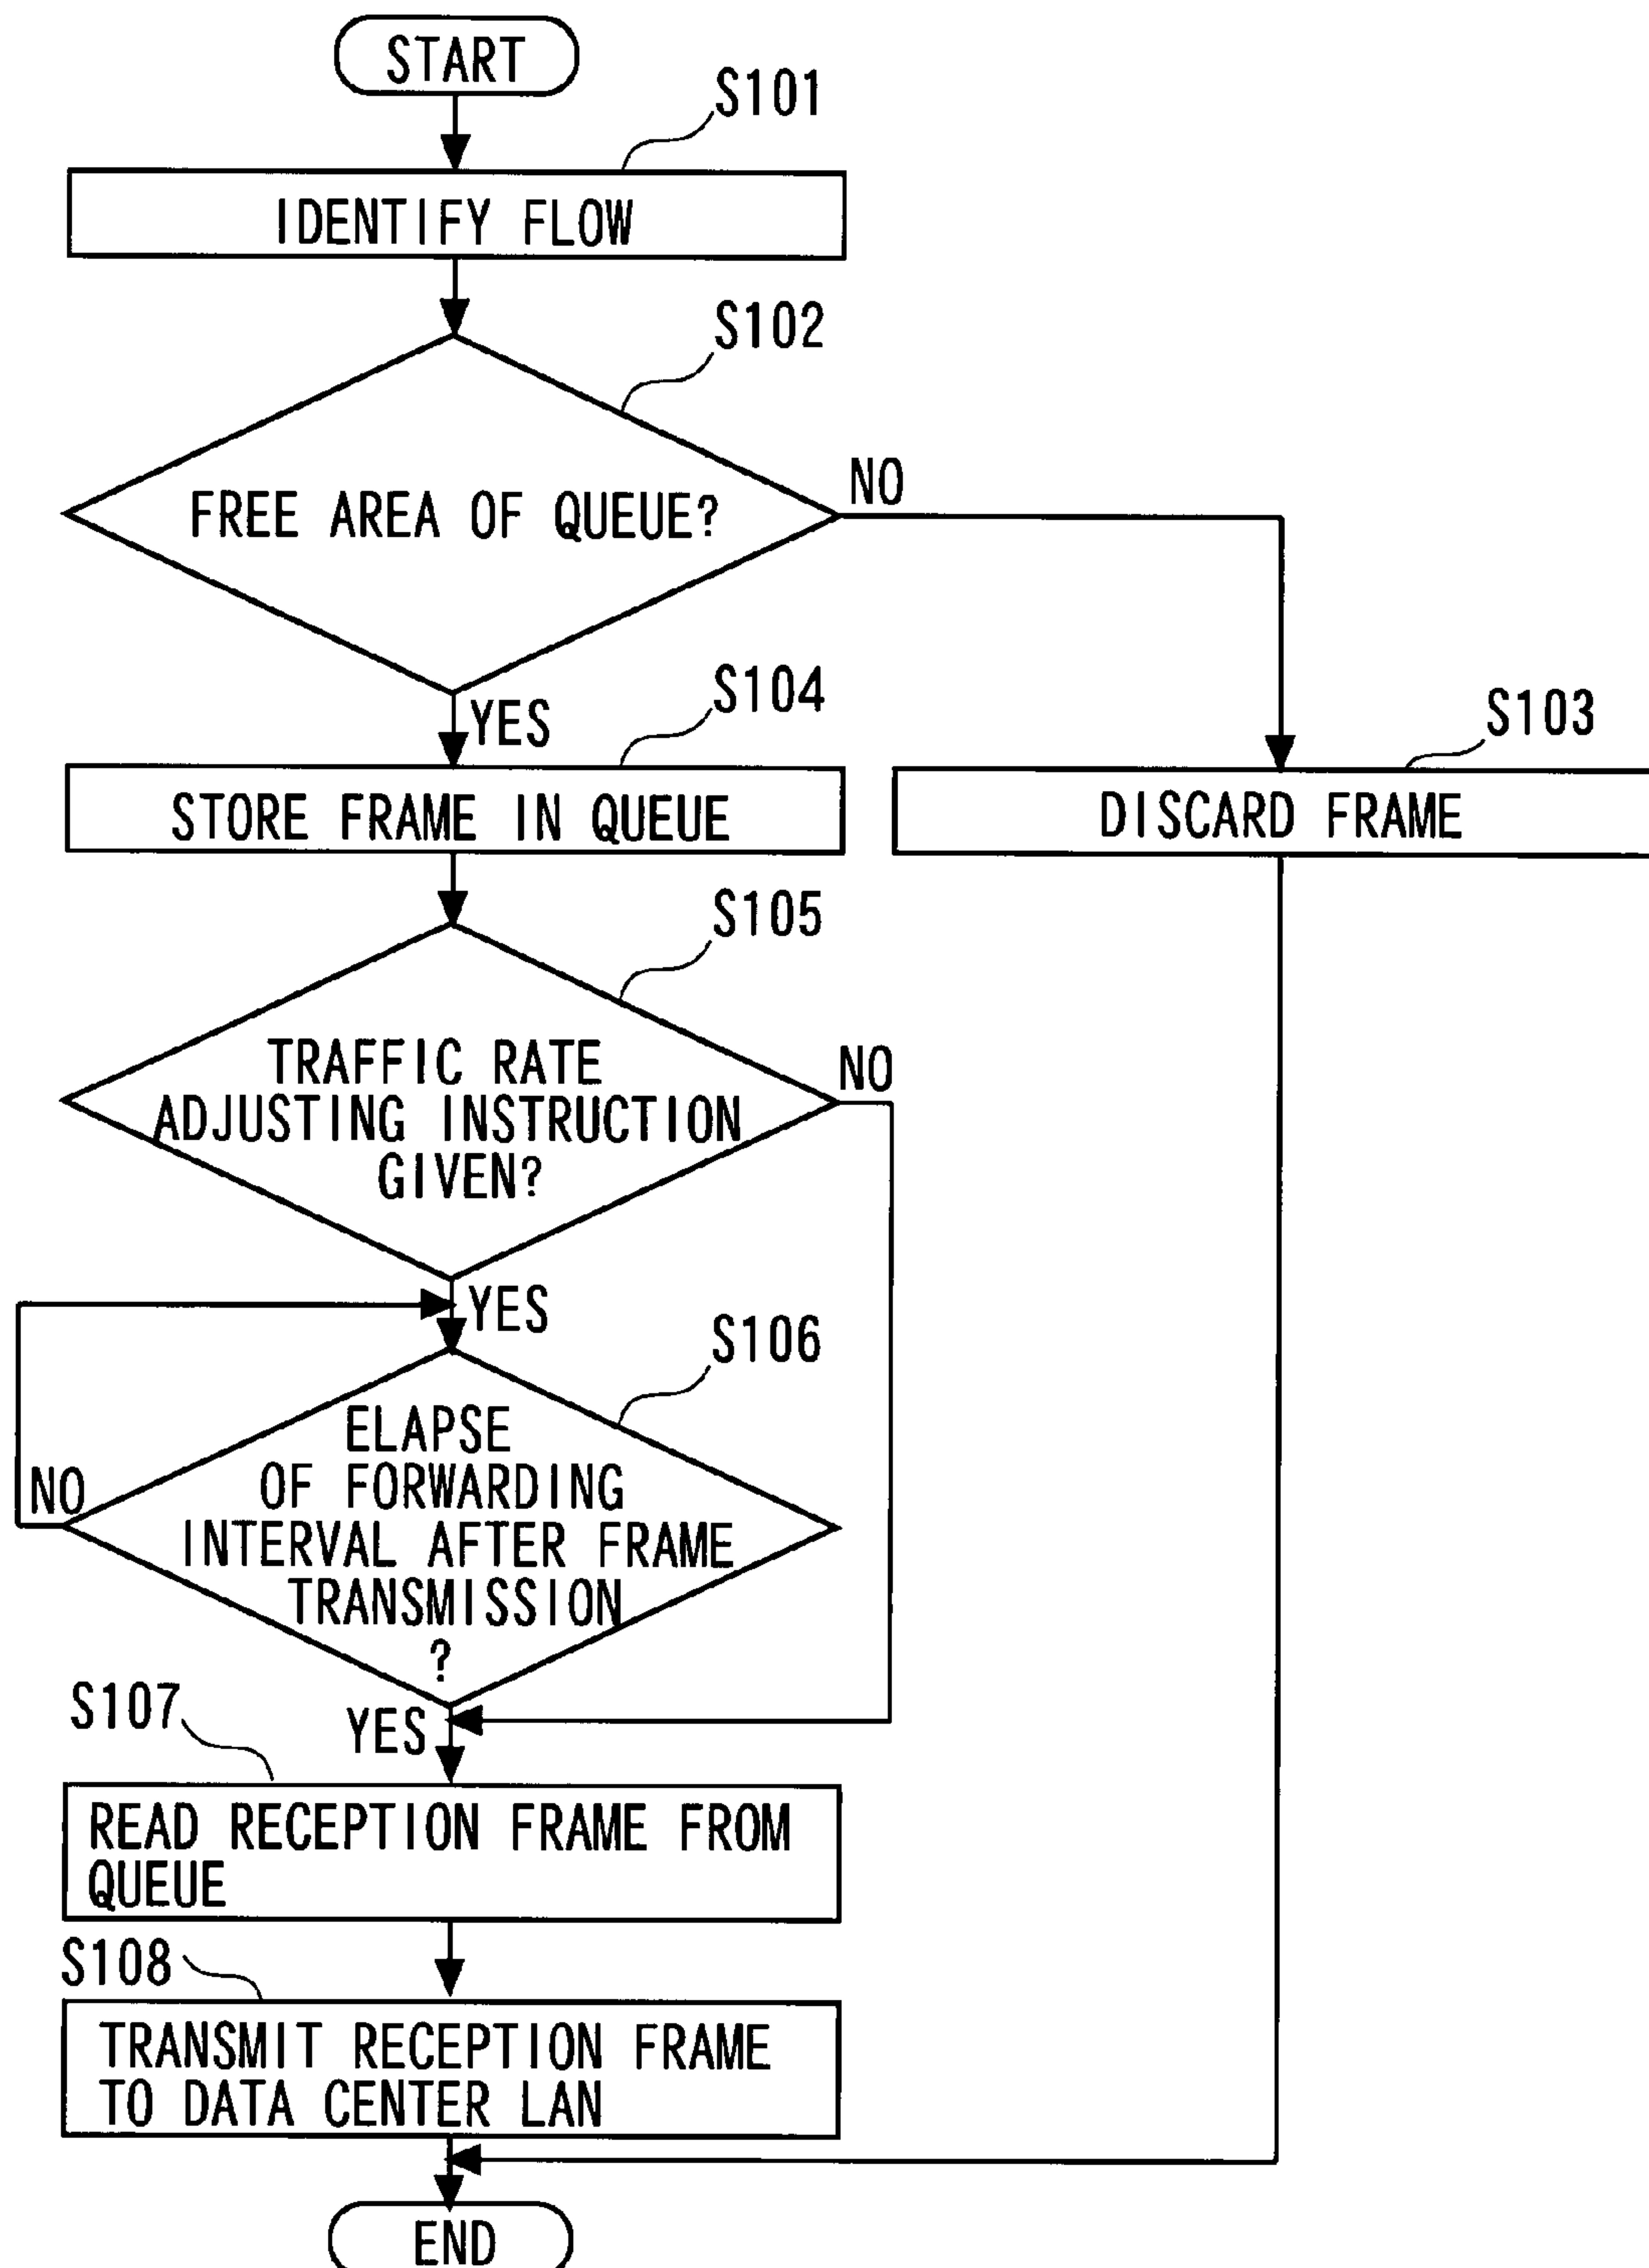 START
S101
IDENTIFY FLOW
S102
FREE AREA OF QUEUE?
NO
YES
S104
STORE FRAME IN QUEUE
S103
DISCARD FRAME
S105
TRAFFIC RATE
ADJUSTING INSTRUCTION
GIVEN?
NO
YES
S106
ELAPSE
OF FORWARDING
INTERVAL AFTER FRAME
TRANSMISSION
?
NO
YES
S107
READ RECEPTION FRAME FROM
QUEUE
S108
TRANSMIT RECEPTION FRAME
TO DATA CENTER LAN
END